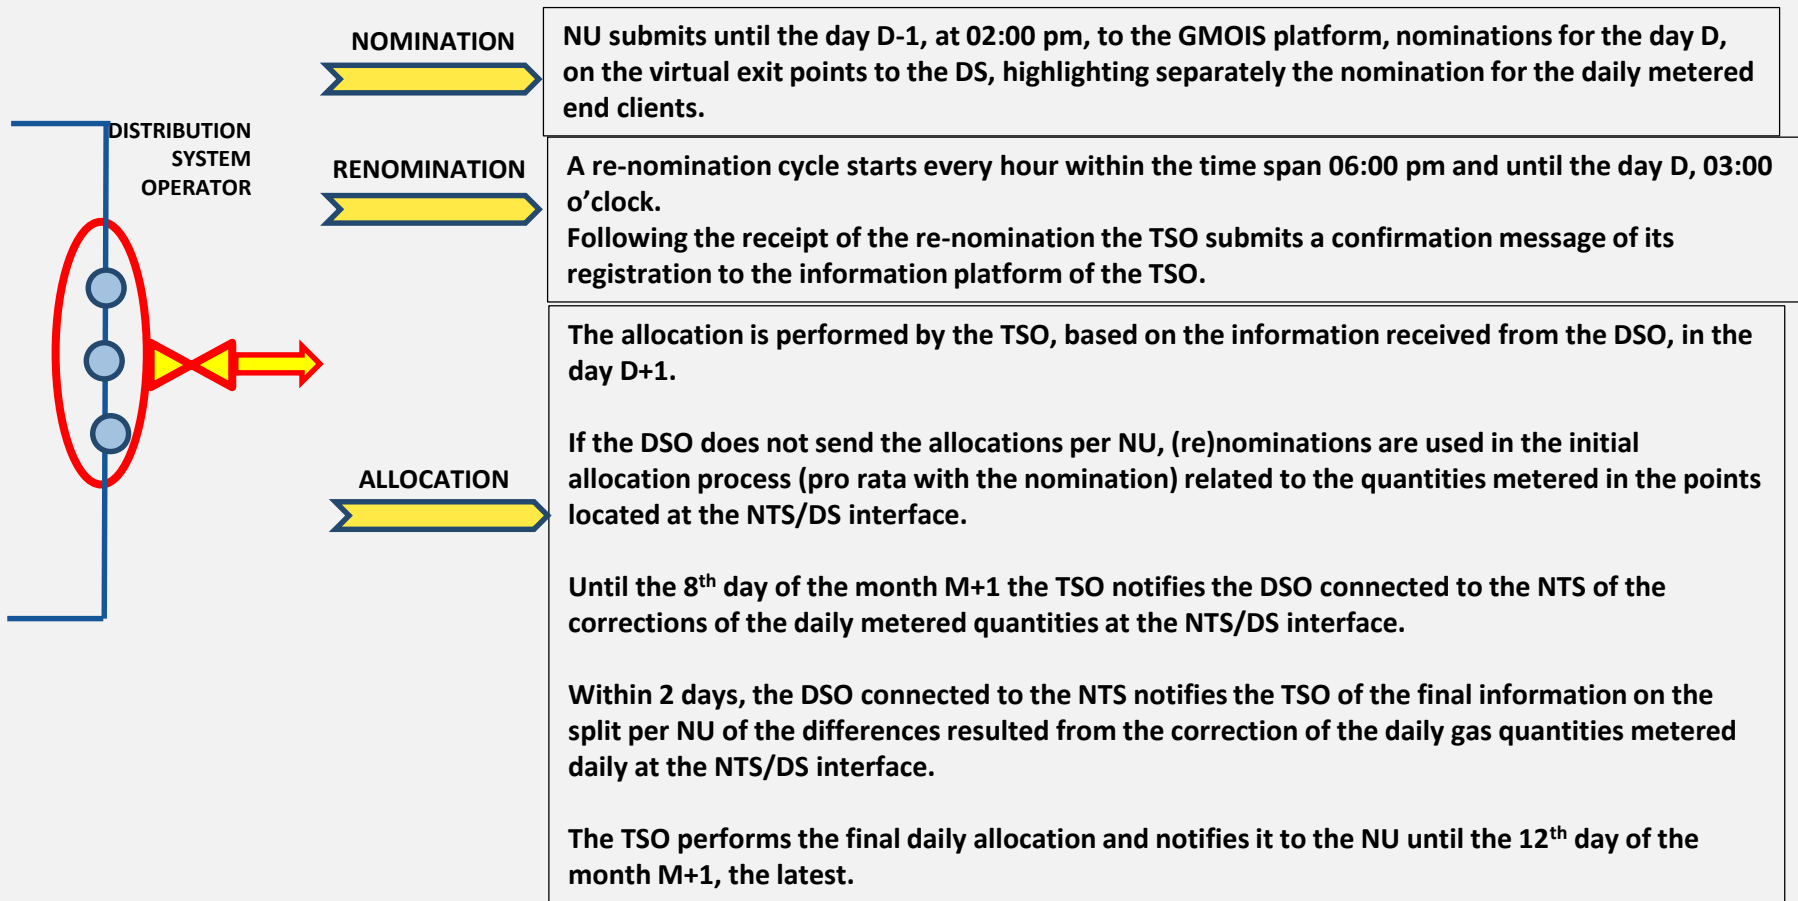 NOMINATION
NU submits until the day D-1, at 02:00 pm, to the GMOIS platform, nominations for the day D,
on the virtual exit points to the DS, highlighting separately the nomination for the daily metered
end clients.
DISTRIBUTION
SYSTEM
OPERATOR
RENOMINATION
A re-nomination cycle starts every hour within the time span 06:00 pm and until the day D, 03:00
o’clock.
Following the receipt of the re-nomination the TSO submits a confirmation message of its
registration to the information platform of the TSO.
ALLOCATION
The allocation is performed by the TSO, based on the information received from the DSO, in the
day D+1.
If the DSO does not send the allocations per NU, (re)nominations are used in the initial
allocation process (pro rata with the nomination) related to the quantities metered in the points
located at the NTS/DS interface.
Until the 8th day of the month M+1 the TSO notifies the DSO connected to the NTS of the
corrections of the daily metered quantities at the NTS/DS interface.
Within 2 days, the DSO connected to the NTS notifies the TSO of the final information on the
split per NU of the differences resulted from the correction of the daily gas quantities metered
daily at the NTS/DS interface.
The TSO performs the final daily allocation and notifies it to the NU until the 12th day of the
month M+1, the latest.